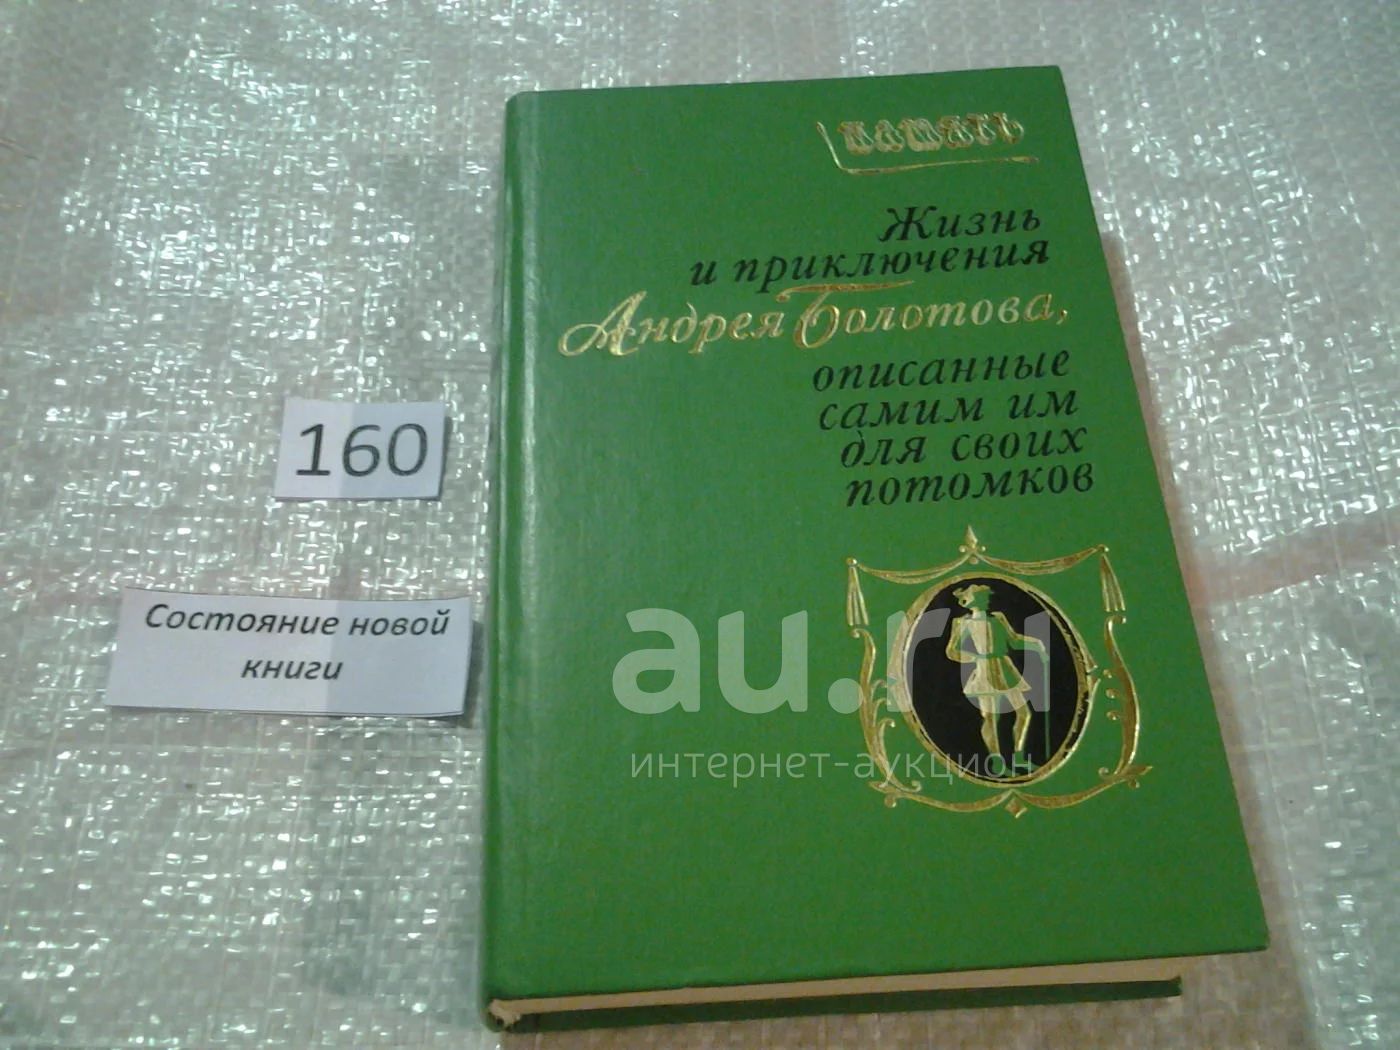 ПАМЯТЬ
Жизнь
и приключения
Андрея Болотова,
описанные
самим им
для своих
потомков
160
Состояние новой
книги
au.ru
интернет-аукцион